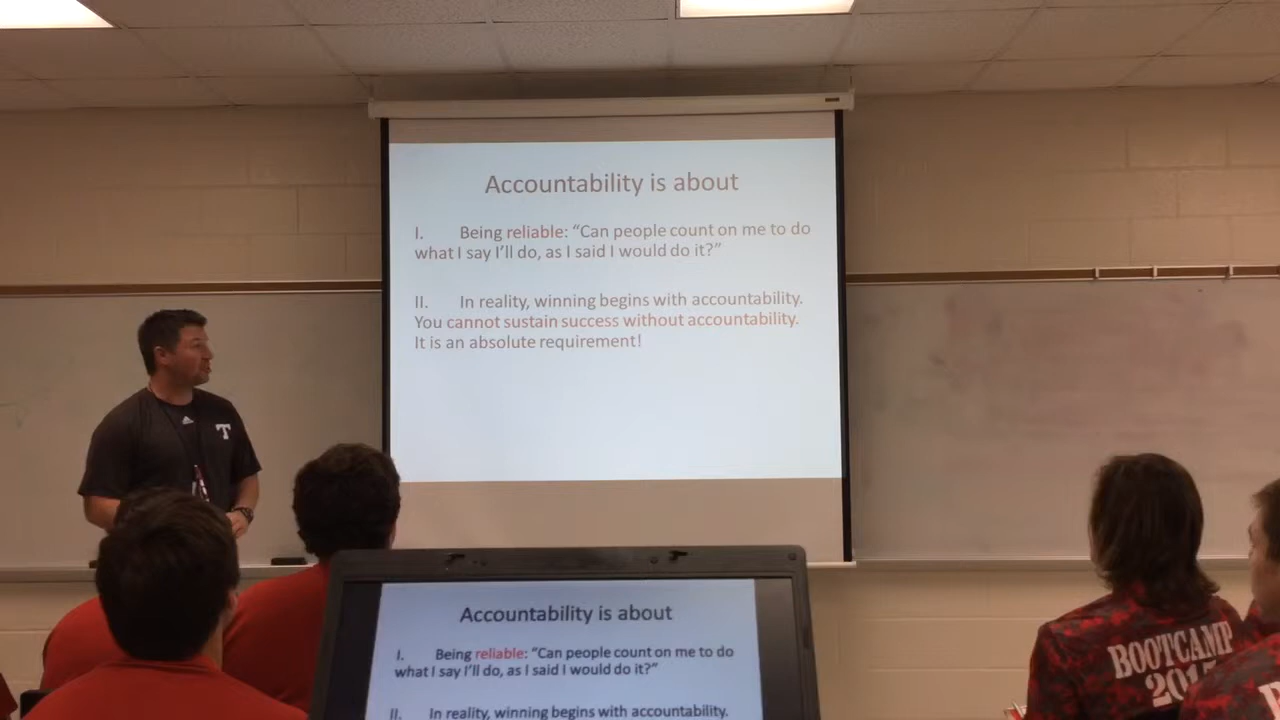 Accountability is about
I. Being reliable: “Can people count on me to do
what I say I’ll do, as I said I would do it?”
II. In reality, winning begins with accountability.
You cannot sustain success without accountability.
It is an absolute requirement!
T
Accountability is about
I. Being reliable: “Can people count on me to do
what I say I’ll do, as I said I would do it?”
II. In reality, winning begins with accountability.
BOOTCAMP